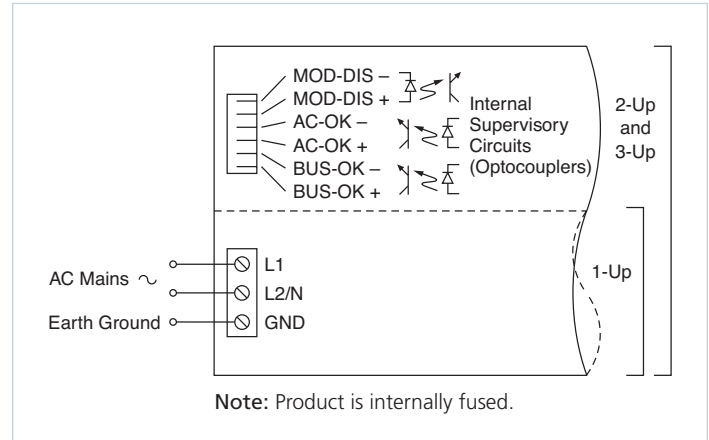 MOD-DIS –
MOD-DIS +
AC-OK –
AC-OK +
BUS-OK –
BUS-OK +
Internal
Supervisory
Circuits
(Optocouplers)
2-Up
and
3-Up
1-Up
AC Mains ~
Earth Ground
L1
L2/N
GND
Note: Product is internally fused.